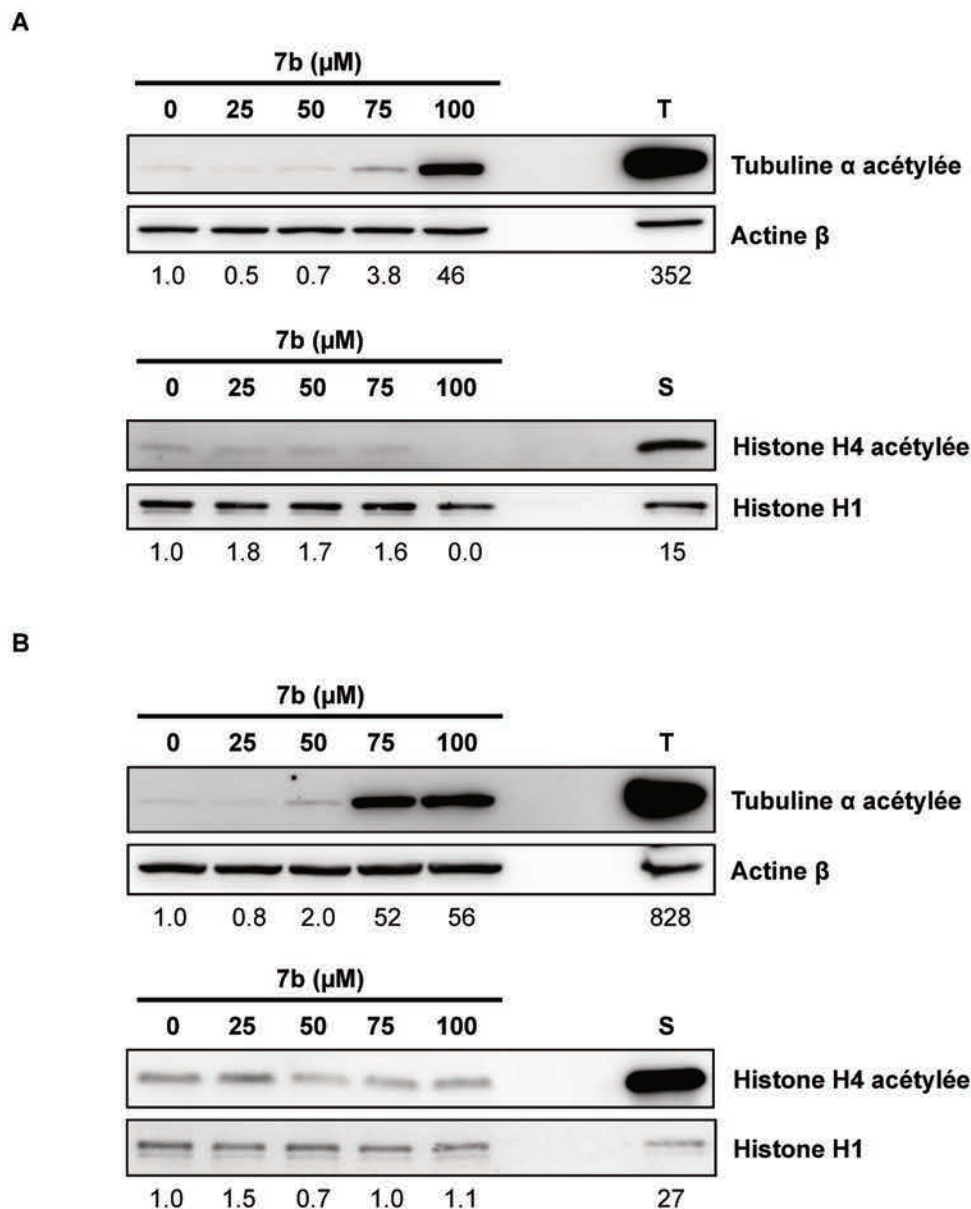 A
7b (µM)
0 25 50 75 100 T
Tubuline α acétylée
Actine β
1.0 0.5 0.7 3.8 46 352
7b (µM)
0 25 50 75 100 S
Histone H4 acétylée
Histone H1
1.0 1.8 1.7 1.6 0.0 15
B
7b (µM)
0 25 50 75 100 T
Tubuline α acétylée
Actine β
1.0 0.8 2.0 52 56 828
7b (µM)
0 25 50 75 100 S
Histone H4 acétylée
Histone H1
1.0 1.5 0.7 1.0 1.1 27